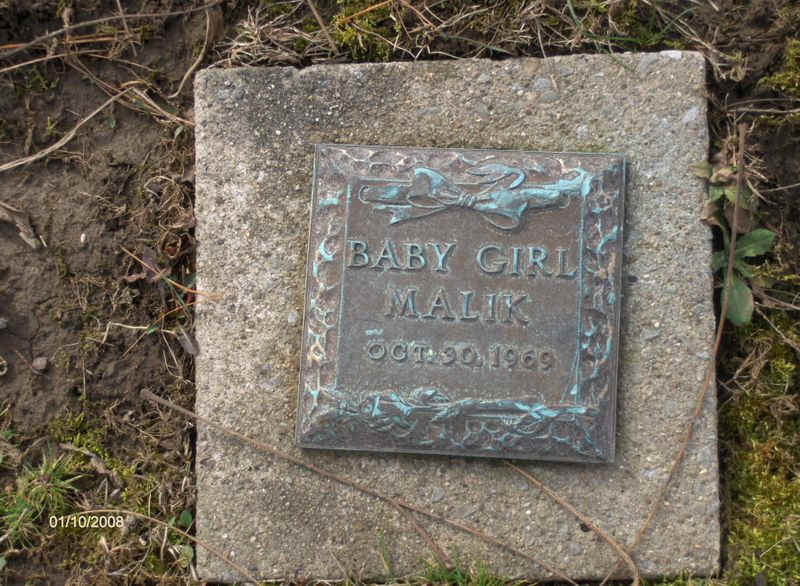 BABY GIRL
MALIK
OCT. 30, 1969
01/10/2008